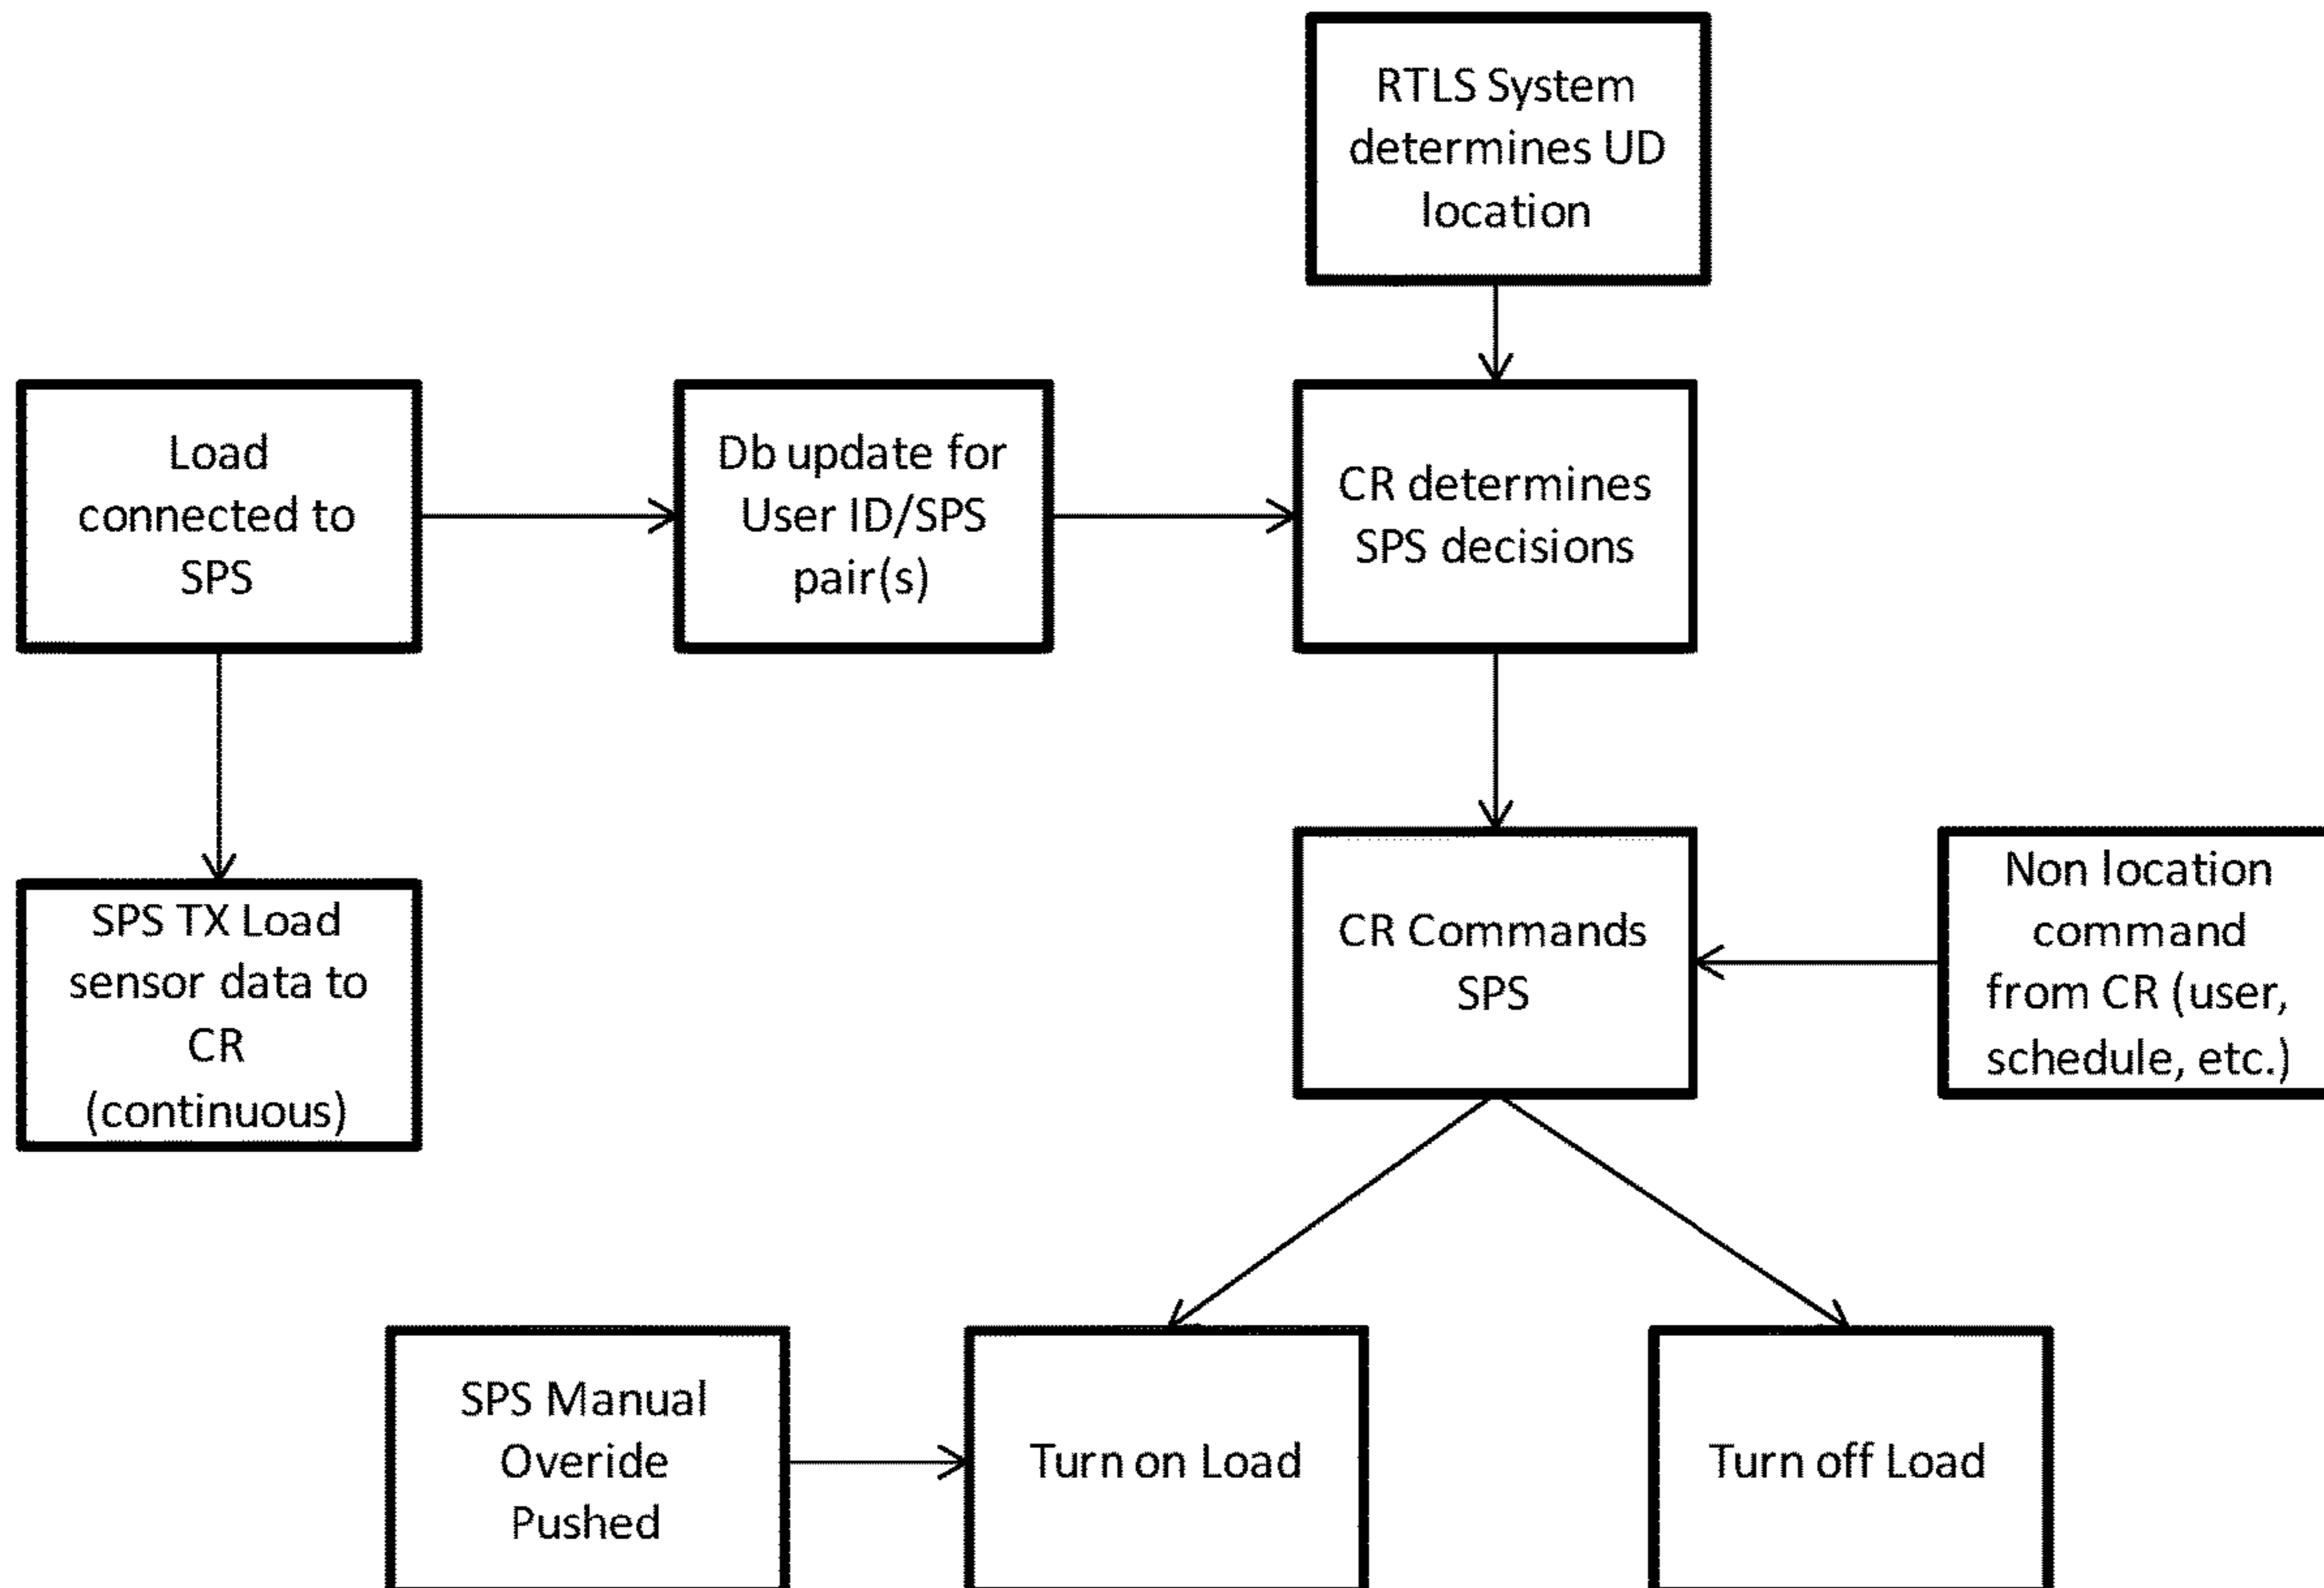 RTLS System
determines UD
location
Load
connected to
SPS
Db update for
User ID/SPS
pair(s)
CR determines
SPS decisions
SPS TX Load
sensor data to
CR
(continuous)
CR Commands
SPS
Non location
command
from CR (user,
schedule, etc.)
SPS Manual
Overide
Pushed
Turn on Load
Turn off Load